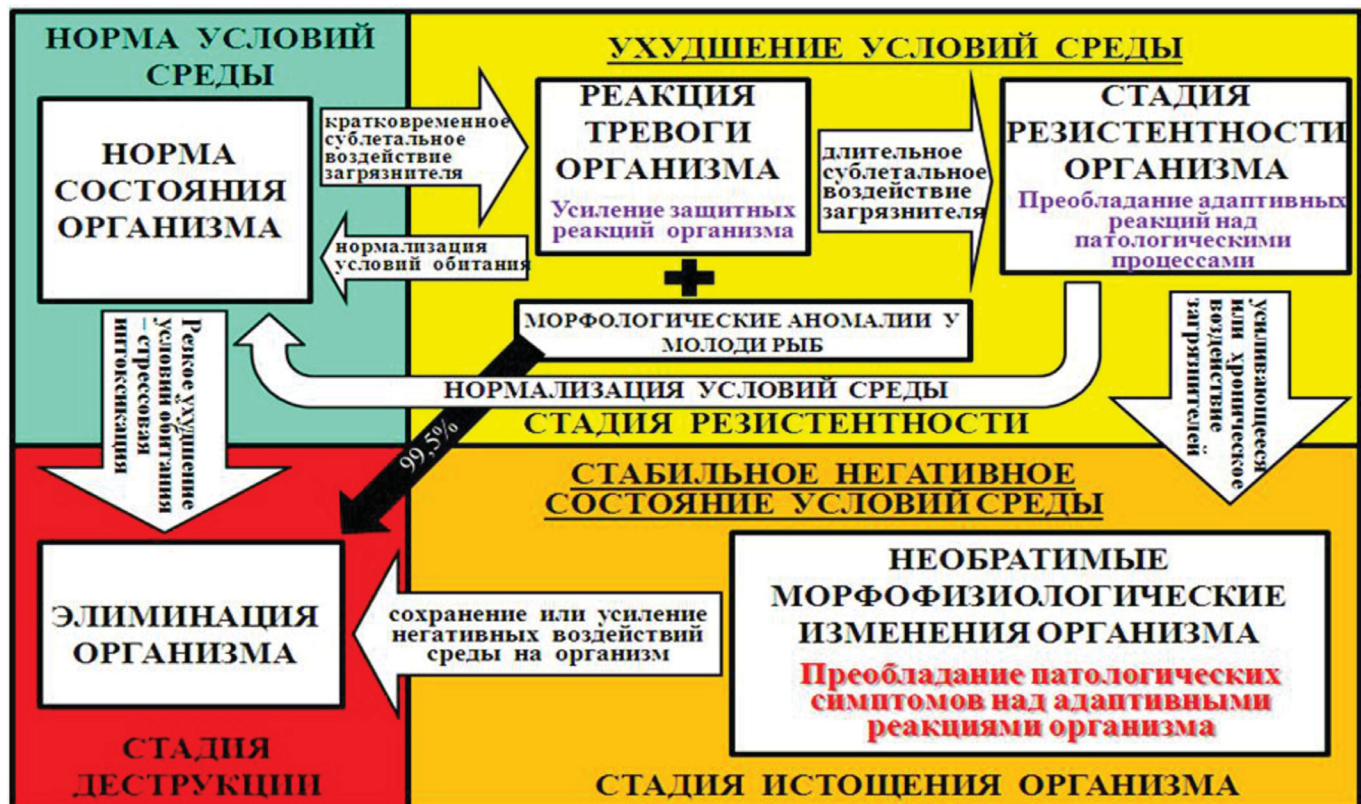 НОРМА УСЛОВИЙ
СРЕДЫ
НОРМА
СОСТОЯНИЯ
ОРГАНИЗМА
кратковременное
сублетальное
воздействие
загрязнителя
нормализация
условий обитания
УХУДШЕНИЕ УСЛОВИЙ СРЕДЫ
РЕАКЦИЯ
ТРЕВОГИ
ОРГАНИЗМА
Усиление защитных
реакций организма
длительное
сублетальное
воздействие
загрязнителя
СТАДИЯ
РЕЗИСТЕНТНОСТИ
ОРГАНИЗМА
Преобладание адаптивных
реакций над
патологическими
процессами
+
МОРФОЛОГИЧЕСКИЕ АНОМАЛИИ У
МОЛОДИ РЫБ
НОРМАЛИЗАЦИЯ УСЛОВИЙ СРЕДЫ
СТАДИЯ РЕЗИСТЕНТНОСТИ
Резкое ухудшение
условий обитания
– стрессовая
интоксикация
99,5%
усиливающееся
или хроническое
воздействие
загрязнителей
СТАБИЛЬНОЕ НЕГАТИВНОЕ
СОСТОЯНИЕ УСЛОВИЙ СРЕДЫ
ЭЛИМИНАЦИЯ
ОРГАНИЗМА
сохранение или усиление
негативных воздействий
среды на организм
НЕОБРАТИМЫЕ
МОРФОФИЗИОЛОГИЧЕСКИЕ
ИЗМЕНЕНИЯ ОРГАНИЗМА
Преобладание патологических
симптомов над адаптивными
реакциями организма
СТАДИЯ
ДЕСТРУКЦИИ
СТАДИЯ ИСТОЩЕНИЯ ОРГАНИЗМА